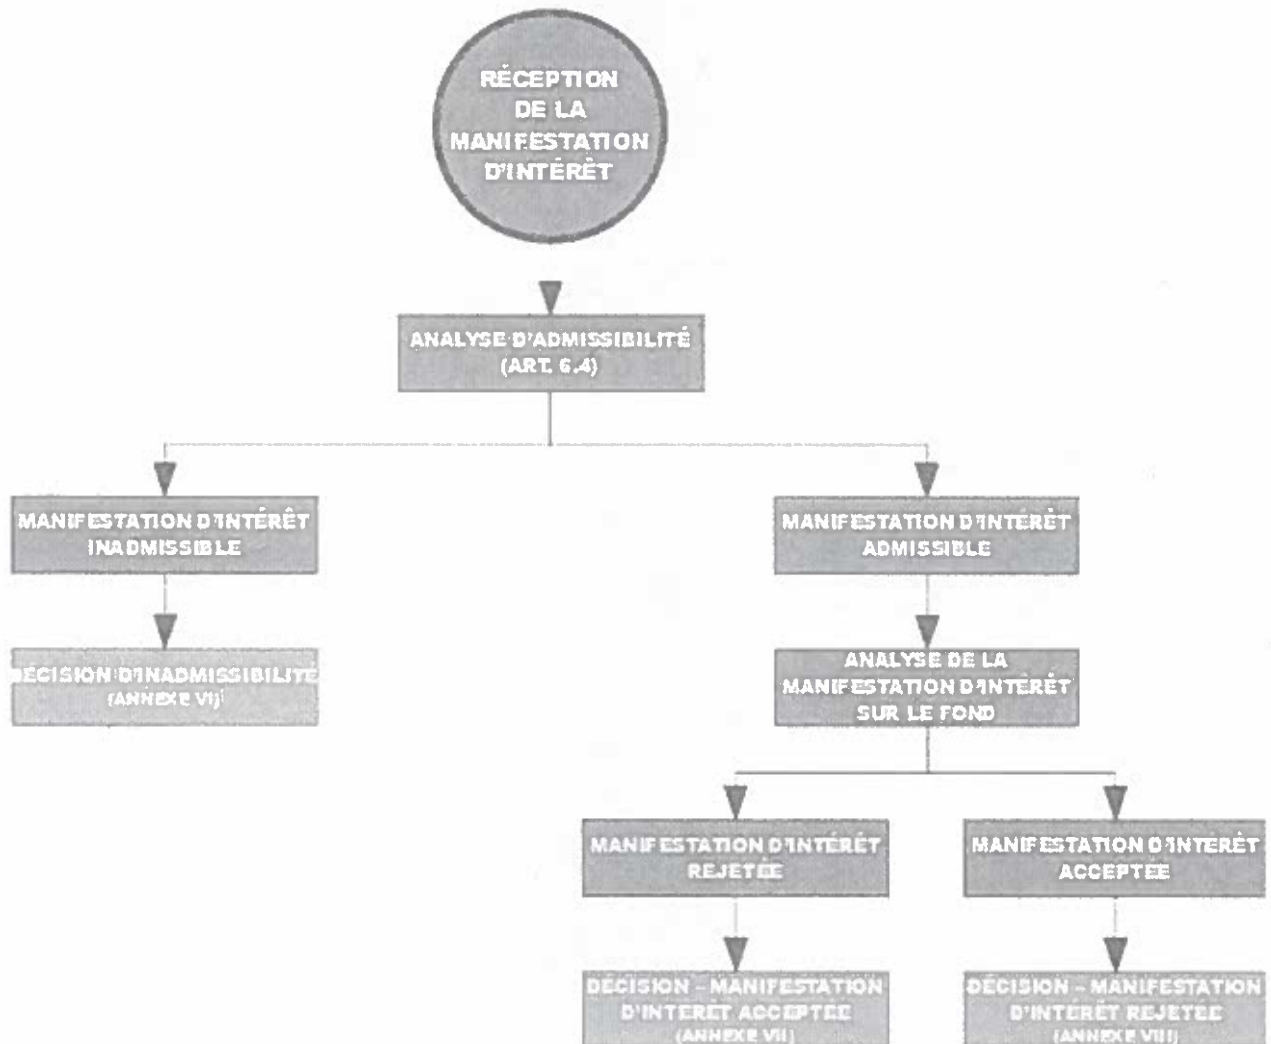 RÉCEPTION
DE LA
MANIFESTATION
D'INTÉRÊT
ANALYSE D'ADMISSIBILITÉ
(ART. 6.4)
MANIFESTATION D'INTÉRÊT
INADMISSIBLE
MANIFESTATION D'INTÉRÊT
ADMISSIBLE
DÉCISION D'INADMISSIBILITÉ
(ANNEXE VI)
ANALYSE DE LA
MANIFESTATION D'INTÉRÊT
SUR LE FOND
MANIFESTATION D'INTÉRÊT
REJETÉE
MANIFESTATION D'INTÉRÊT
ACCEPTÉE
DÉCISION – MANIFESTATION
D'INTÉRÊT ACCEPTÉE
(ANNEXE VII)
DÉCISION – MANIFESTATION
D'INTÉRÊT REJETÉE
(ANNEXE VIII)